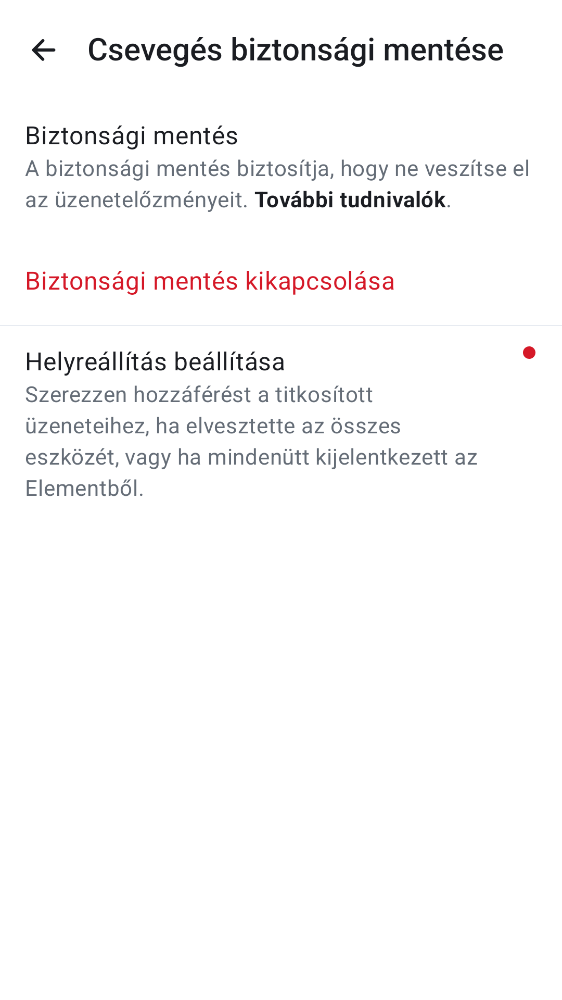 Csevegés biztonsági mentése
Biztonsági mentés
A biztonsági mentés biztosítja, hogy ne veszítse el
az üzenetelőzményeit. További tudnivalók.
Biztonsági mentés kikapcsolása
Helyreállítás beállítása
Szerezzen hozzáférést a titkosított
üzeneteihez, ha elvesztette az összes
eszközét, vagy ha mindenütt kijelentkezett az
Elementből.